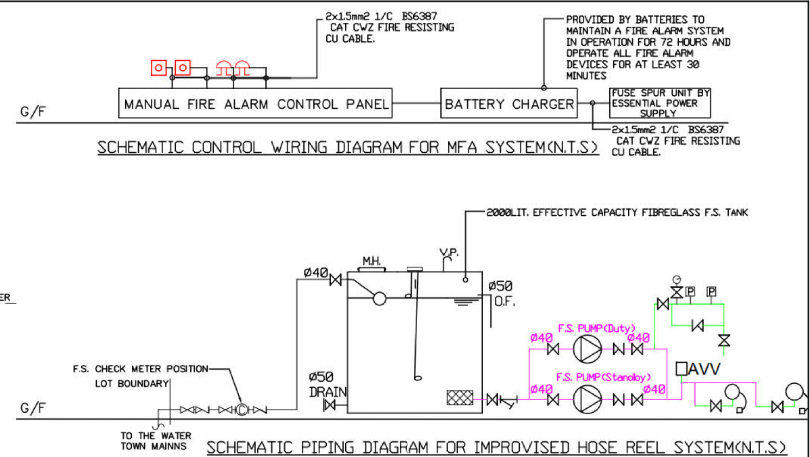 2x1.5mm2 1/C BS6387
CAT CWZ FIRE RESISTING
CU CABLE.
PROVIDED BY BATTERIES TO
MAINTAIN A FIRE ALARM SYSTEM
IN OPERATION FOR 72 HOURS AND
OPERATE ALL FIRE ALARM
DEVICES FOR AT LEAST 30
MINUTES
MANUAL FIRE ALARM CONTROL PANEL
BATTERY CHARGER
FUSE SPUR UNIT BY
ESSENTIAL POWER
SUPPLY
G/F
2x1.5mm2 1/C BS6387
CAT CWZ FIRE RESISTING
CU CABLE.
SCHEMATIC CONTROL WIRING DIAGRAM FOR MFA SYSTEM(N.T.S)
2000LIT. EFFECTIVE CAPACITY FIBREGLASS F.S. TANK
M.H.
V.P.
Ø40
Ø50
O.F.
ER
P
P
F.S. PUMP(Duty)
Ø40
Ø40
F.S. CHECK METER POSITION
LOT BOUNDARY
Ø50
DRAIN
F.S. PUMP(Standby)
Ø40
Ø40
AVV
C
G/F
TO THE WATER
TOWN MAINNS
SCHEMATIC PIPING DIAGRAM FOR IMPROVISED HOSE REEL SYSTEM(N.T.S)